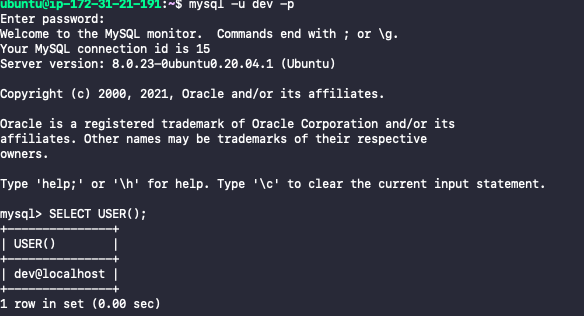 ubuntu@ip-172-31-21-191:~$ mysql -u dev -p
Enter password:
Welcome to the MySQL monitor.  Commands end with ; or \g.
Your MySQL connection id is 15
Server version: 8.0.23-0ubuntu0.20.04.1 (Ubuntu)
Copyright (c) 2000, 2021, Oracle and/or its affiliates.
Oracle is a registered trademark of Oracle Corporation and/or its
affiliates. Other names may be trademarks of their respective
owners.
Type 'help;' or '\h' for help. Type '\c' to clear the current input statement.
mysql> SELECT USER();
+---------------+
| USER()        |
+---------------+
| dev@localhost |
+---------------+
1 row in set (0.00 sec)